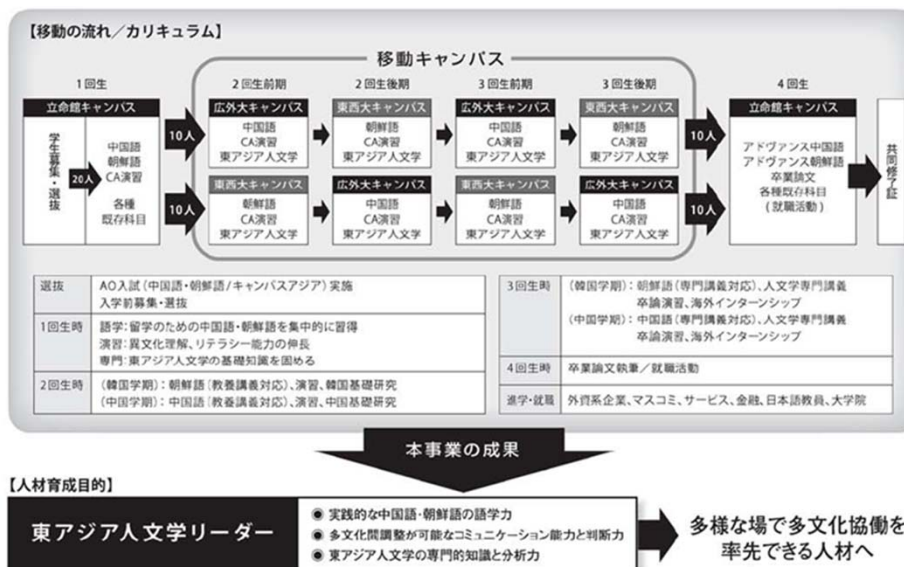 【移動の流れ／カリキュラム】
移動キャンパス
1回生
2回生前期
2回生後期
3回生前期
3回生後期
4回生
立命館キャンパス
学生募集・選抜
20人
中国語
朝鮮語
CA演習
各種
既存科目
10人
広外大キャンパス
中国語
CA演習
東アジア人文学
東西大キャンパス
朝鮮語
CA演習
東アジア人文学
広外大キャンパス
中国語
CA演習
東アジア人文学
東西大キャンパス
朝鮮語
CA演習
東アジア人文学
10人
10人
東西大キャンパス
朝鮮語
CA演習
東アジア人文学
広外大キャンパス
中国語
CA演習
東アジア人文学
東西大キャンパス
朝鮮語
CA演習
東アジア人文学
広外大キャンパス
中国語
CA演習
東アジア人文学
10人
立命館キャンパス
アドヴァンス中国語
アドヴァンス朝鮮語
卒業論文
各種既存科目
(就職活動)
共同修了証
選抜
AO入試(中国語・朝鮮語/キャンパスアジア)実施
入学前募集・選抜
1回生時
語学：留学のための中国語・朝鮮語を集中的に習得
演習：異文化理解、リテラシー能力の伸長
専門：東アジア人文学の基礎知識を固める
2回生時
(韓国学期)：朝鮮語(教養講義対応)、演習、韓国基礎研究
(中国学期)：中国語(教養講義対応)、演習、中国基礎研究
3回生時
(韓国学期)：朝鮮語(専門講義対応)、人文学専門講義
卒論演習、海外インターンシップ
(中国学期)：中国語(専門講義対応)、人文学専門講義
卒論演習、海外インターンシップ
4回生時
卒業論文執筆／就職活動
進学・就職
外資系企業、マスコミ、サービス、金融、日本語教員、大学院
本事業の成果
【人材育成目的】
東アジア人文学リーダー
◉ 実践的な中国語・朝鮮語の語学力
◉ 多文化間調整が可能なコミュニケーション能力と判断力
◉ 東アジア人文学の専門的知識と分析力
多様な場で多文化協働を
率先できる人材へ